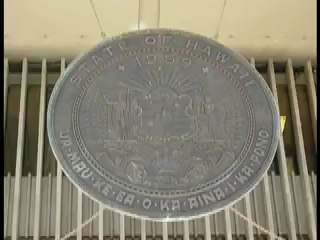 STATE OF HAWAII
1959
UA·MAU·KE·EA·O·KA·AINA·I·KA·PONO